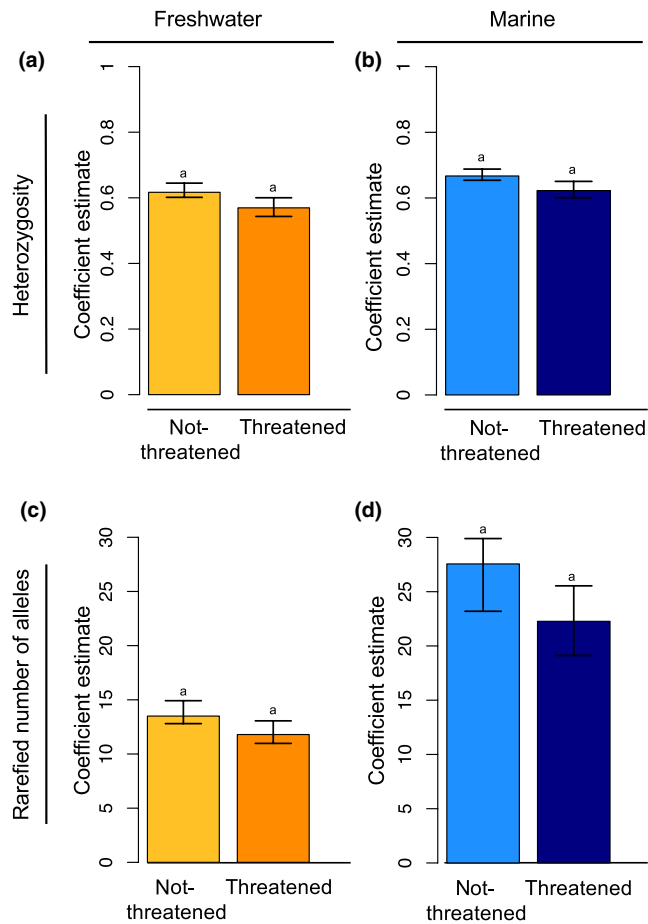 Freshwater
Marine
(a)
(b)
Heterozygosity
Coefficient estimate
0
0.2
0.4
0.6
0.8
1
a
a
Not-
threatened
Threatened
Coefficient estimate
0
0.2
0.4
0.6
0.8
1
a
a
Not-
threatened
Threatened
(c)
(d)
Rarefied number of alleles
Coefficient estimate
0
5
10
15
20
25
30
a
a
Not-
threatened
Threatened
Coefficient estimate
0
5
10
15
20
25
30
a
a
Not-
threatened
Threatened